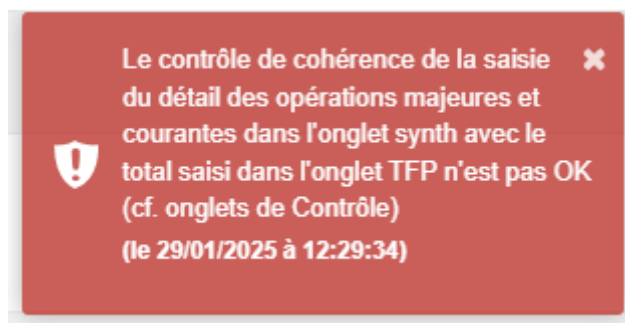 Le contrôle de cohérence de la saisie
du détail des opérations majeures et
courantes dans l'onglet synth avec le
total saisi dans l'onglet TFP n'est pas OK
(cf. onglets de Contrôle)
(le 29/01/2025 à 12:29:34)